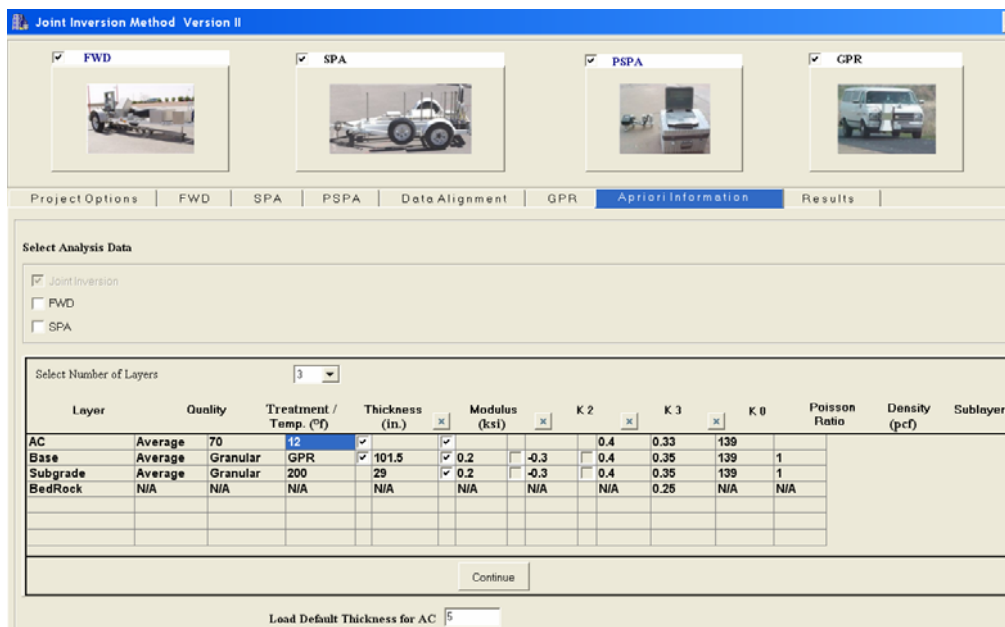 Joint Inversion Method Version II
FWD SPA PSPA GPR
Project Options FWD SPA PSPA Data Alignment GPR Apriori Information Results
Select Analysis Data
Joint Inversion
FWD
SPA
Select Number of Layers 3
Layer Quality Treatment / Temp. (ºf) Thickness (in.) x Modulus (ksi) x K 2 x K 3 x K 0 Poisson Ratio Density (pcf) Sublayer
AC Average 70 12 0.4 0.33 139
Base Average Granular GPR 101.5 0.2 -0.3 0.4 0.35 139 1
Subgrade Average Granular 200 29 0.2 -0.3 0.4 0.35 139 1
BedRock N/A N/A N/A N/A N/A N/A N/A 0.25 N/A N/A
Continue
Load Default Thickness for AC 5